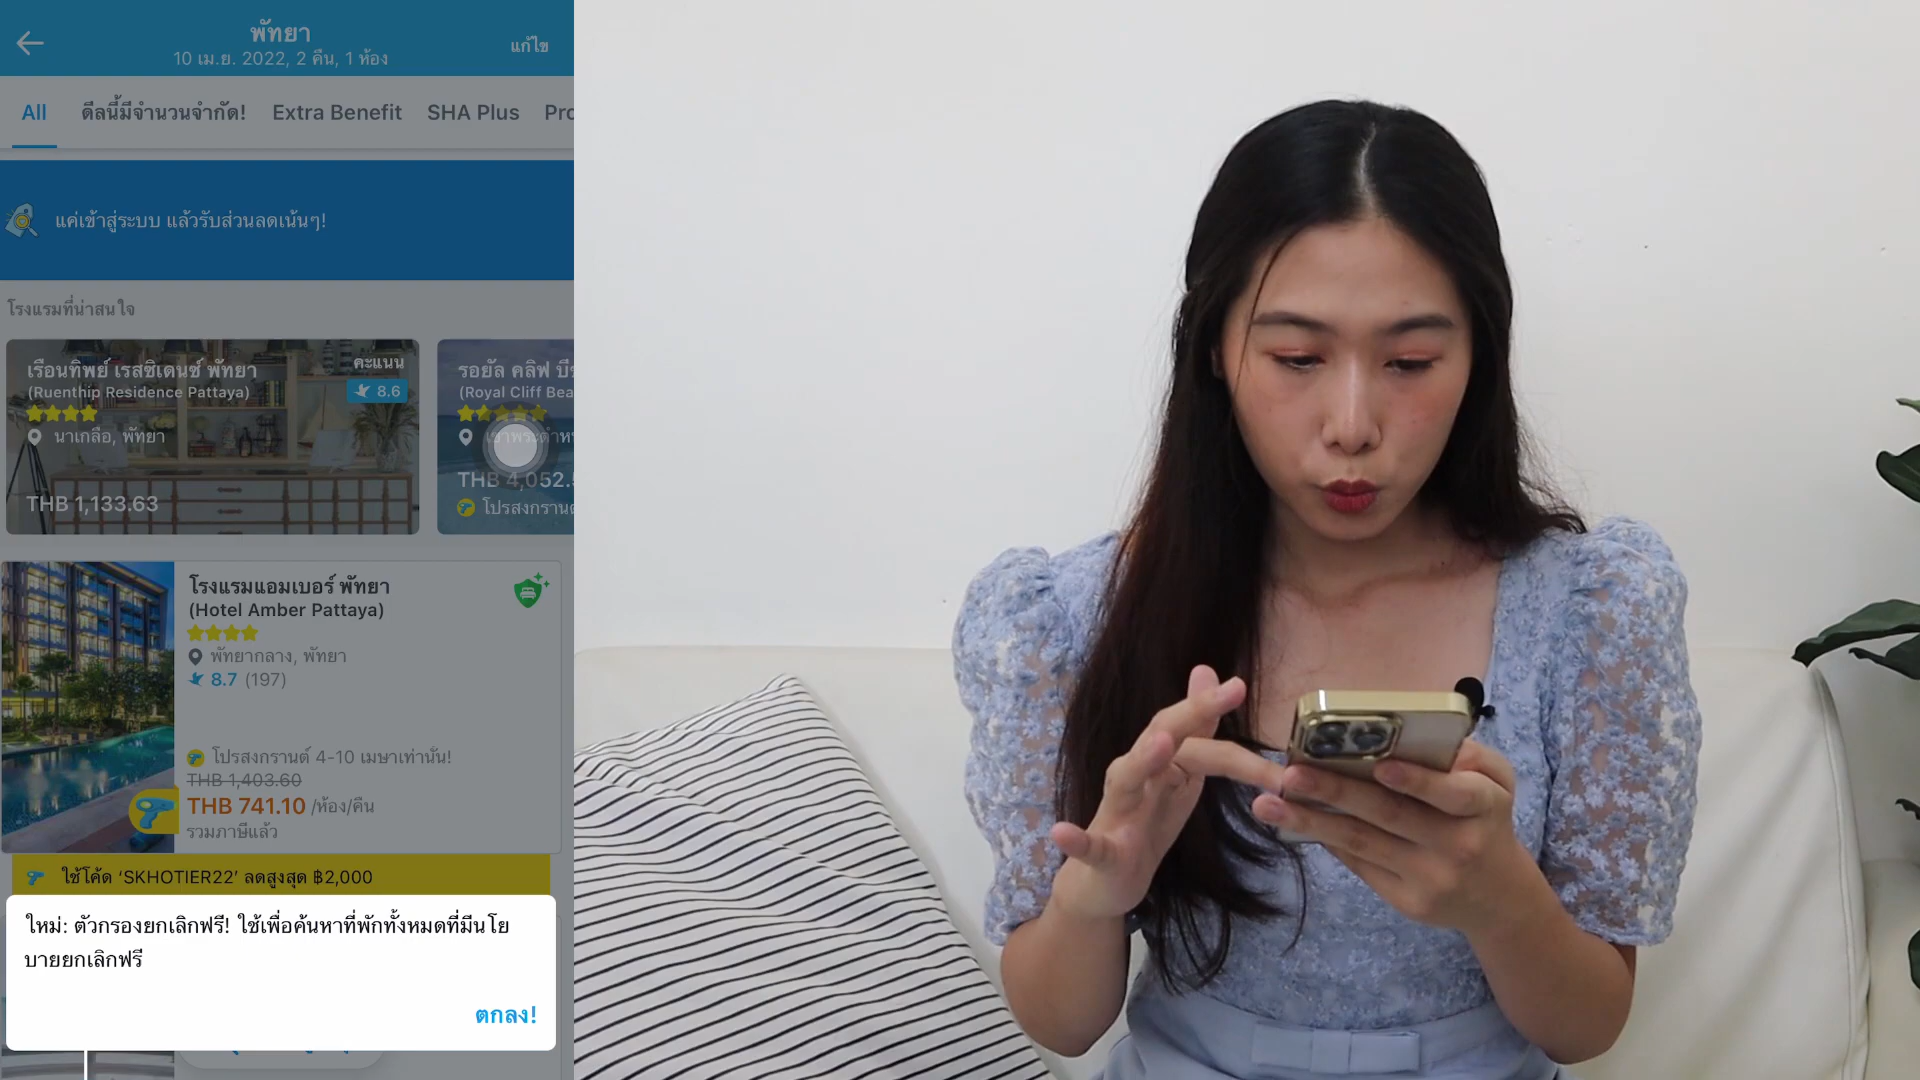 พัทยา
10 เม.ย. 2022, 2 คืน, 1 ห้อง
แก้ไข
All
ดีลนี้มีจำนวนจำกัด!
Extra Benefit
SHA Plus
แค่เข้าสู่ระบบ แล้วรับส่วนลดเน้นๆ!
โรงแรมที่น่าสนใจ
เรือนทิพย์ เรสซิเดนซ์ พัทยา
(Ruenthip Residence Pattaya)
คะแนน
8.6
นาเกลือ, พัทยา
THB 1,133.63
รอยัล คลิฟ
(Royal Cliff
THB 4,052.
โรงแรมแอมเบอร์ พัทยา
(Hotel Amber Pattaya)
พัทยากลาง, พัทยา
8.7 (197)
โปรสงกรานต์ 4-10 เมษาเท่านั้น!
THB 1,403.60
THB 741.10 /ห้อง/คืน
รวมภาษีแล้ว
ใช้โค้ด ‘SKHOTIER22’ ลดสูงสุด ฿2,000
ใหม่: ตัวกรองยกเลิกฟรี! ใช้เพื่อค้นหาที่พักทั้งหมดที่มีนโย
บายยกเลิกฟรี
ตกลง!